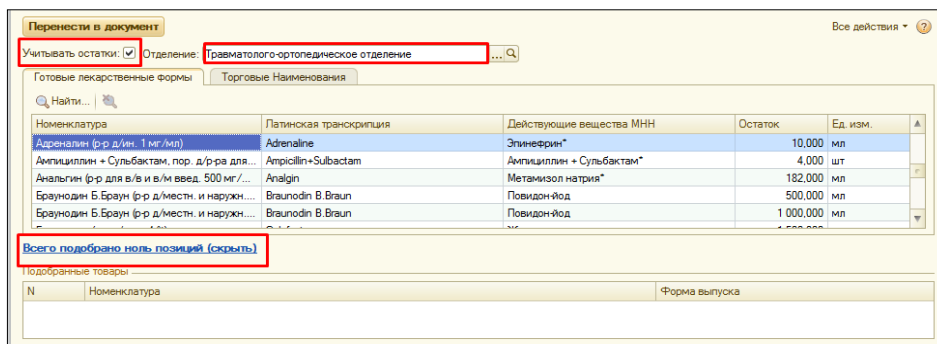 Перенести в документ Все действия
Учитывать остатки: Отделение: Травматолого-ортопедическое отделение ...
Готовые лекарственные формы Торговые Наименования
Найти...
Номенклатура Латинская транскрипция Действующие вещества МНН Остаток Ед. изм.
Адреналин (р-р д/ин. 1 мг/мл) Adrenaline Эпинефрин* 10,000 мл
Ампициллин + Сульбактам, пор. д/р-ра для... Ampicillin+Sulbactam Ампициллин + Сульбактам* 4,000 шт
Анальгин (р-р для в/в и в/м введ. 500 мг/... Analgin Метамизол натрия* 182,000 мл
Браунодин Б.Браун (р-р д/местн. и наружн.... Braunodin B.Braun Повидон-йод 500,000 мл
Браунодин Б.Браун (р-р д/местн. и наружн.... Braunodin B.Braun Повидон-йод 1 000,000 мл
Всего подобрано ноль позиций (скрыть)
Подобранные товары
N Номенклатура Форма выпуска